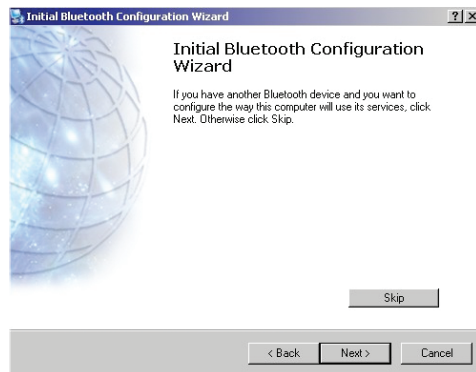 Initial Bluetooth Configuration Wizard
Initial Bluetooth Configuration
Wizard
If you have another Bluetooth device and you want to
configure the way this computer will use its services, click
Next. Otherwise click Skip.
Skip
< Back
Next >
Cancel